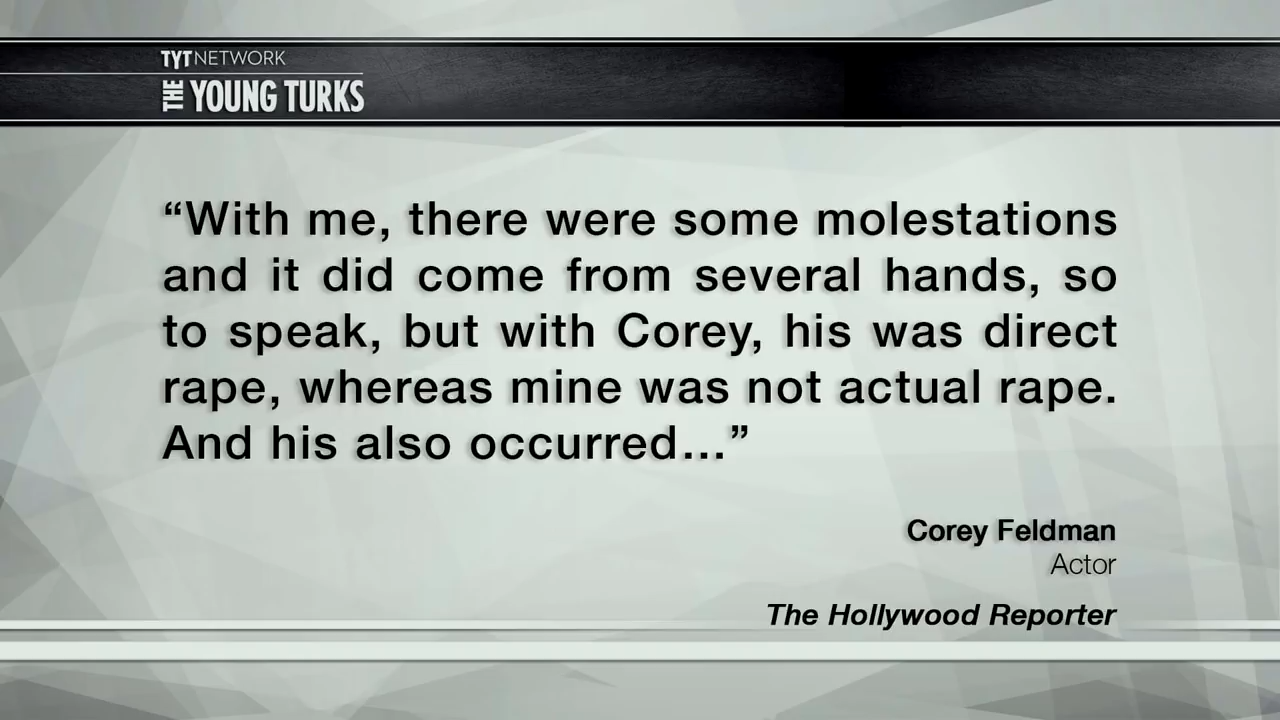 TYTNETWORK
THE YOUNG TURKS
“With me, there were some molestations
and it did come from several hands, so
to speak, but with Corey, his was direct
rape, whereas mine was not actual rape.
And his also occurred...”
Corey Feldman
Actor
The Hollywood Reporter